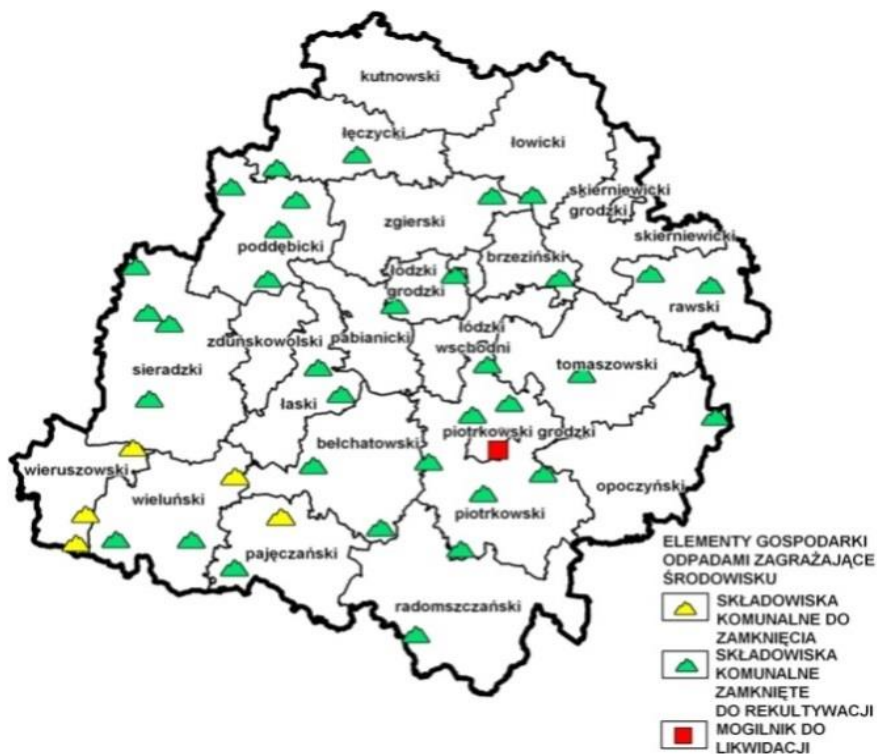 kutnowski
łęczycki
łowicki
skierniewicki
grodzki
zgierski
skierniewicki
poddębicki
brzeziński
łódzki
grodzki
rawski
zduńskowolski
pabianicki
łódzki
wschodni
tomaszowski
sieradzki
łaski
bełchatowski
piotrkowski grodzki
wieruszowski
wieluński
opoczyński
piotrkowski
pajęczański
radomszczański
ELEMENTY GOSPODARKI
ODPADAMI ZAGRAŻAJĄCE
ŚRODOWISKU
SKŁADOWISKA
KOMUNALNE DO
ZAMKNIĘCIA
SKŁADOWISKA
KOMUNALNE
ZAMKNIĘTE
DO REKULTYWACJI
MOGILNIK DO
LIKWIDACJI